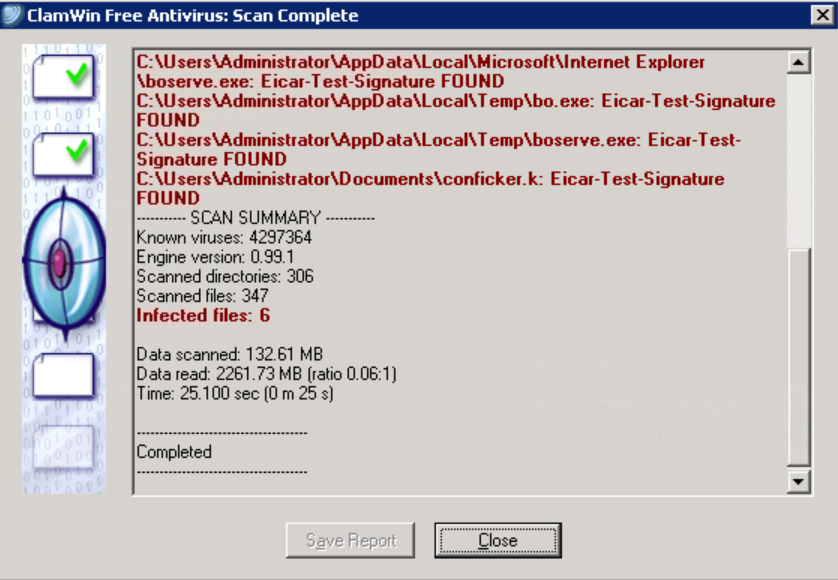 ClamWin Free Antivirus: Scan Complete
C:\Users\Administrator\AppData\Local\Microsoft\Internet Explorer
\boserve.exe: Eicar-Test-Signature FOUND
C:\Users\Administrator\AppData\Local\Temp\bo.exe: Eicar-Test-Signature
FOUND
C:\Users\Administrator\AppData\Local\Temp\boserve.exe: Eicar-Test-
Signature FOUND
C:\Users\Administrator\Documents\conficker.k: Eicar-Test-Signature
FOUND
----------- SCAN SUMMARY -----------
Known viruses: 4297364
Engine version: 0.99.1
Scanned directories: 306
Scanned files: 347
Infected files: 6
Data scanned: 132.61 MB
Data read: 2261.73 MB (ratio 0.06:1)
Time: 25.100 sec (0 m 25 s)
--------------------------------------
Completed
--------------------------------------
Save Report
Close